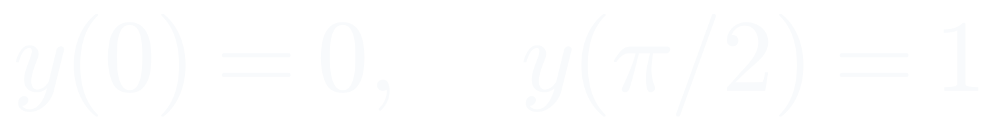 y(0) = 0, y(π/2) = 1